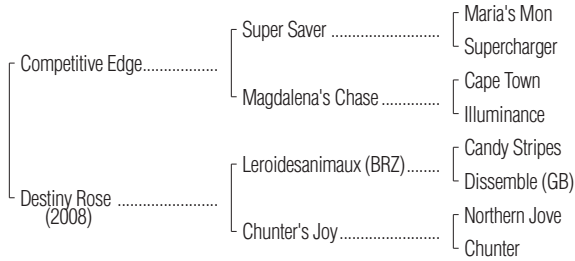 Maria's Mon
Super Saver ....................
Supercharger
Competitive Edge..................
Cape Town
Magdalena's Chase ..............
Illuminance
Candy Stripes
Leroidesanimaux (BRZ)........
Dissemble (GB)
Destiny Rose ........................
(2008)
Northern Jove
Chunter's Joy.......................
Chunter